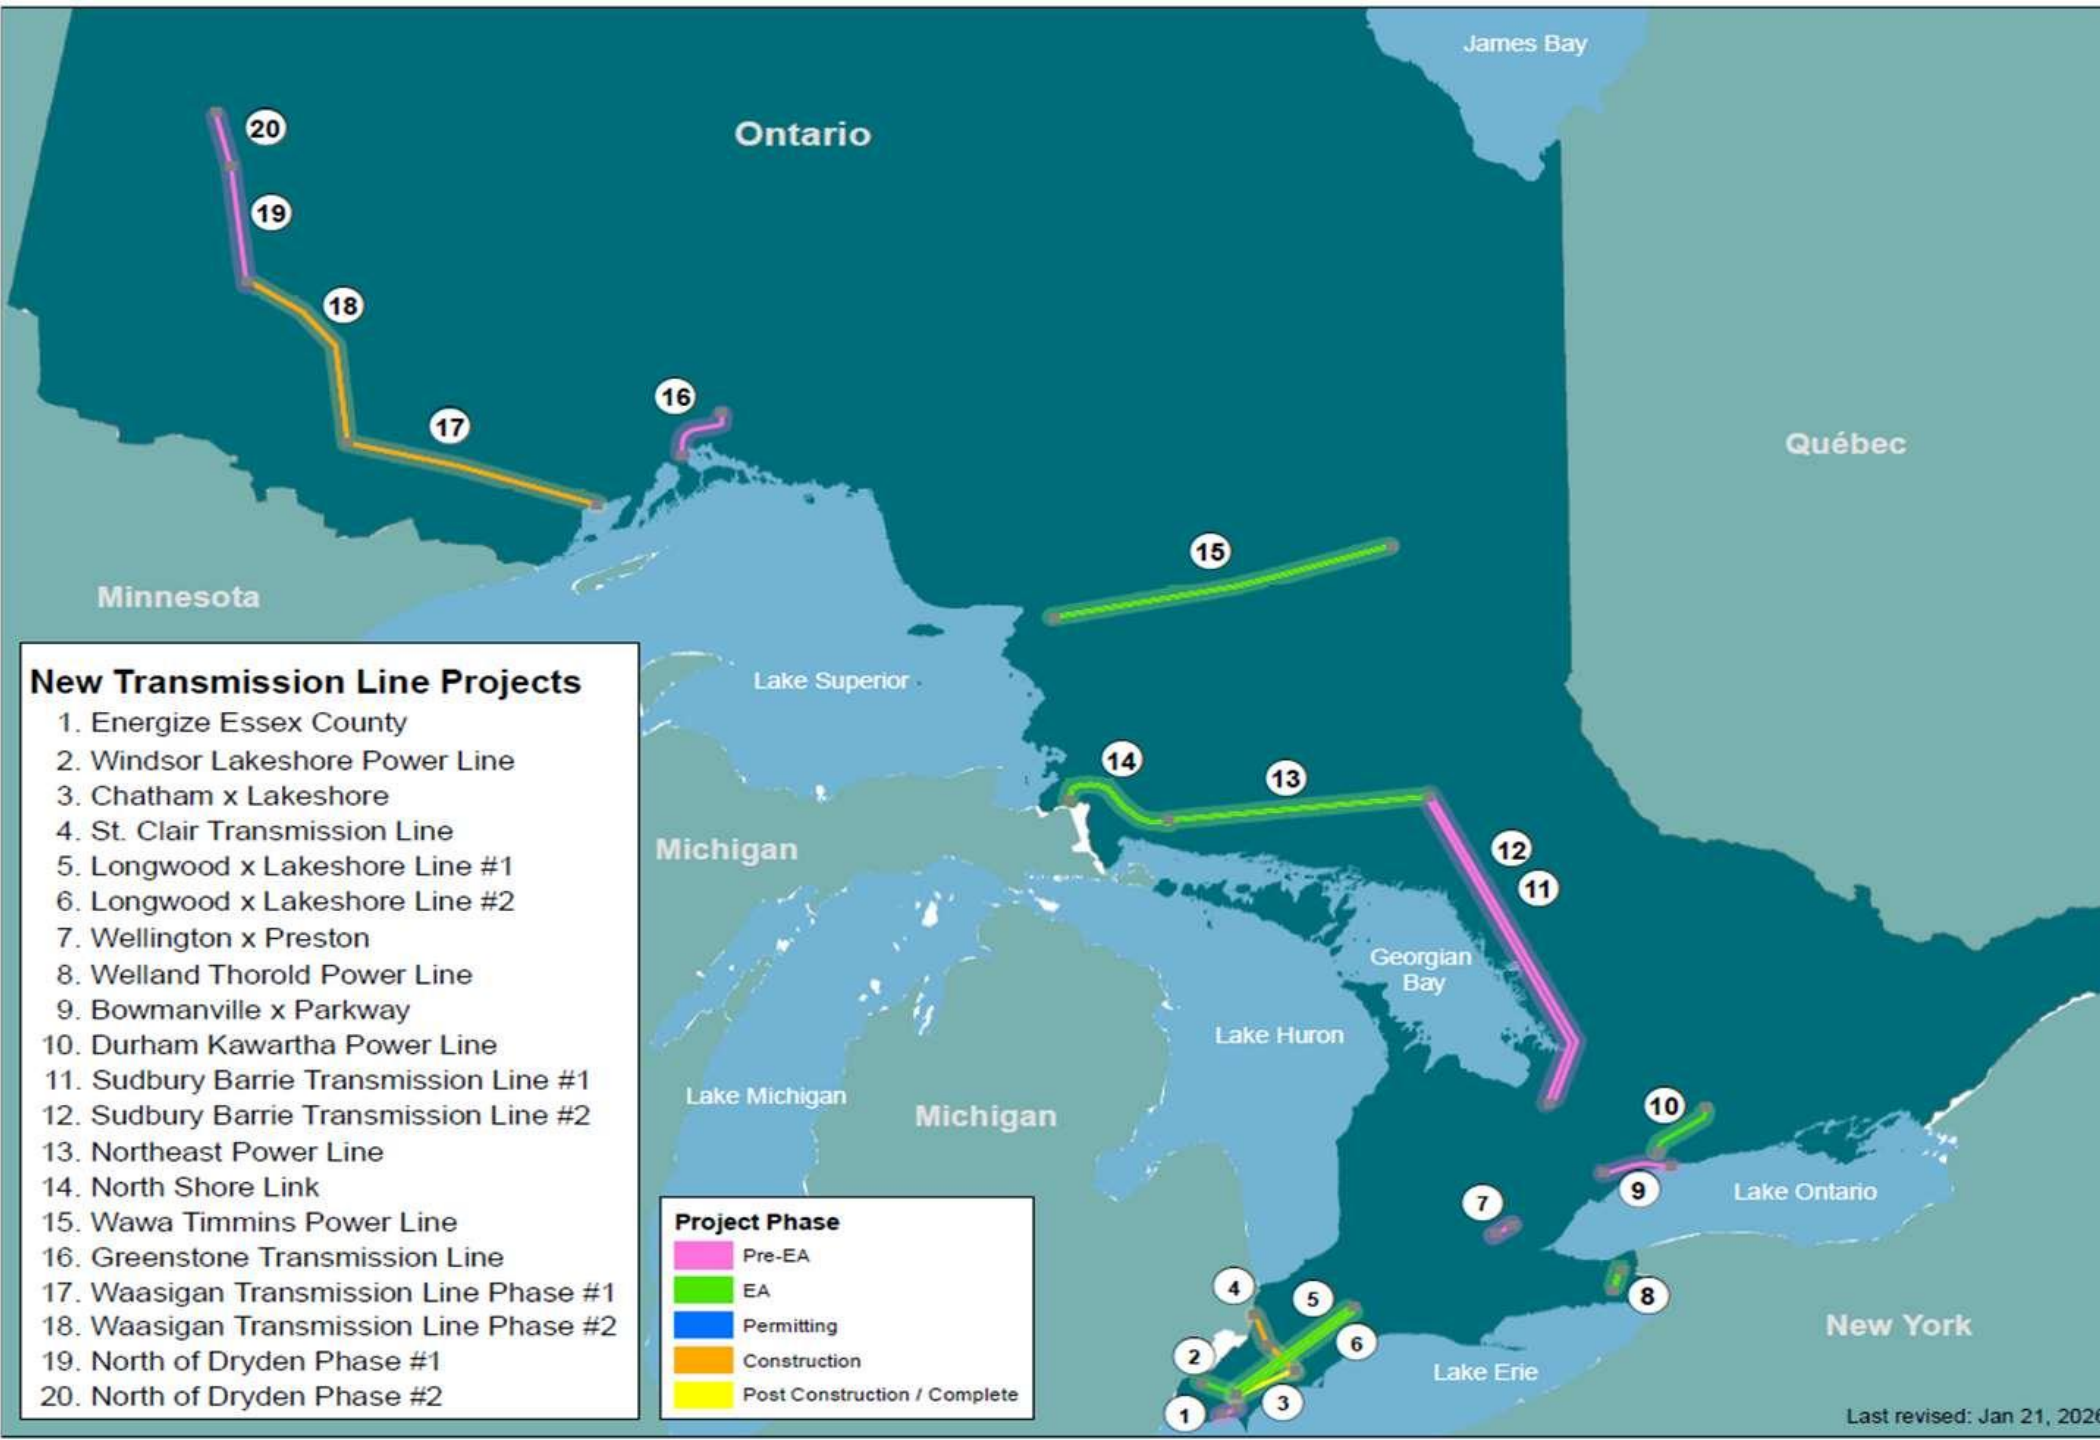 James Bay
20
Ontario
19
18
16
17
Québec
15
Minnesota
Lake Superior
14
13
Michigan
12
11
Georgian
Bay
Lake Huron
Lake Michigan
Michigan
10
9
Lake Ontario
7
4
5
8
6
New York
2
Lake Erie
3
1
New Transmission Line Projects
1. Energize Essex County
2. Windsor Lakeshore Power Line
3. Chatham x Lakeshore
4. St. Clair Transmission Line
5. Longwood x Lakeshore Line #1
6. Longwood x Lakeshore Line #2
7. Wellington x Preston
8. Welland Thorold Power Line
9. Bowmanville x Parkway
10. Durham Kawartha Power Line
11. Sudbury Barrie Transmission Line #1
12. Sudbury Barrie Transmission Line #2
13. Northeast Power Line
14. North Shore Link
15. Wawa Timmins Power Line
16. Greenstone Transmission Line
17. Waasigan Transmission Line Phase #1
18. Waasigan Transmission Line Phase #2
19. North of Dryden Phase #1
20. North of Dryden Phase #2
Project Phase
Pre-EA
EA
Permitting
Construction
Post Construction / Complete
Last revised: Jan 21, 2026